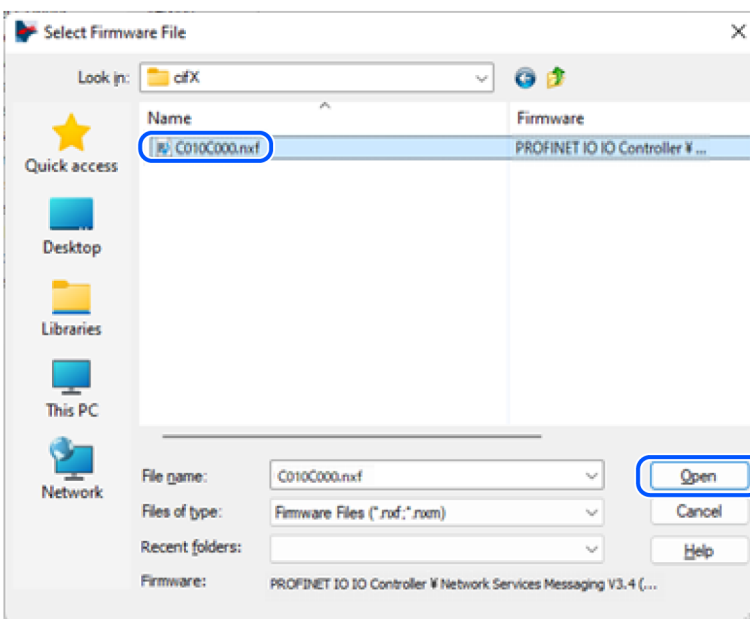 Select Firmware File
Look in: cifX
Name Firmware
C010C000.nxf PROFINET IO IO Controller ¥ ...
Quick access
Desktop
Libraries
This PC
Network
File name: C010C000.nxf Open
Files of type: Firmware Files (*.nxf;*.nxm) Cancel
Recent folders: Help
Firmware: PROFINET IO IO Controller ¥ Network Services Messaging V3.4 (...